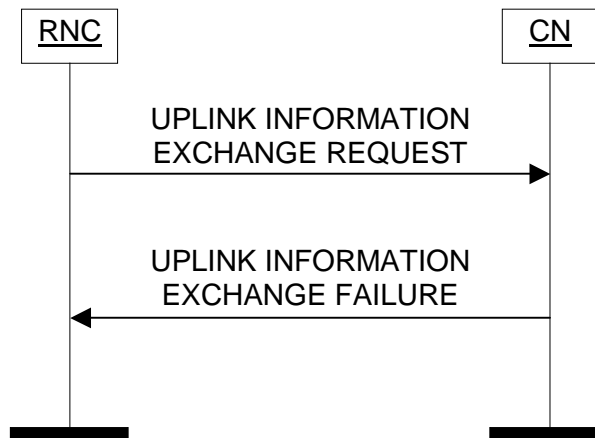 RNC
CN
UPLINK INFORMATION
EXCHANGE REQUEST
UPLINK INFORMATION
EXCHANGE FAILURE